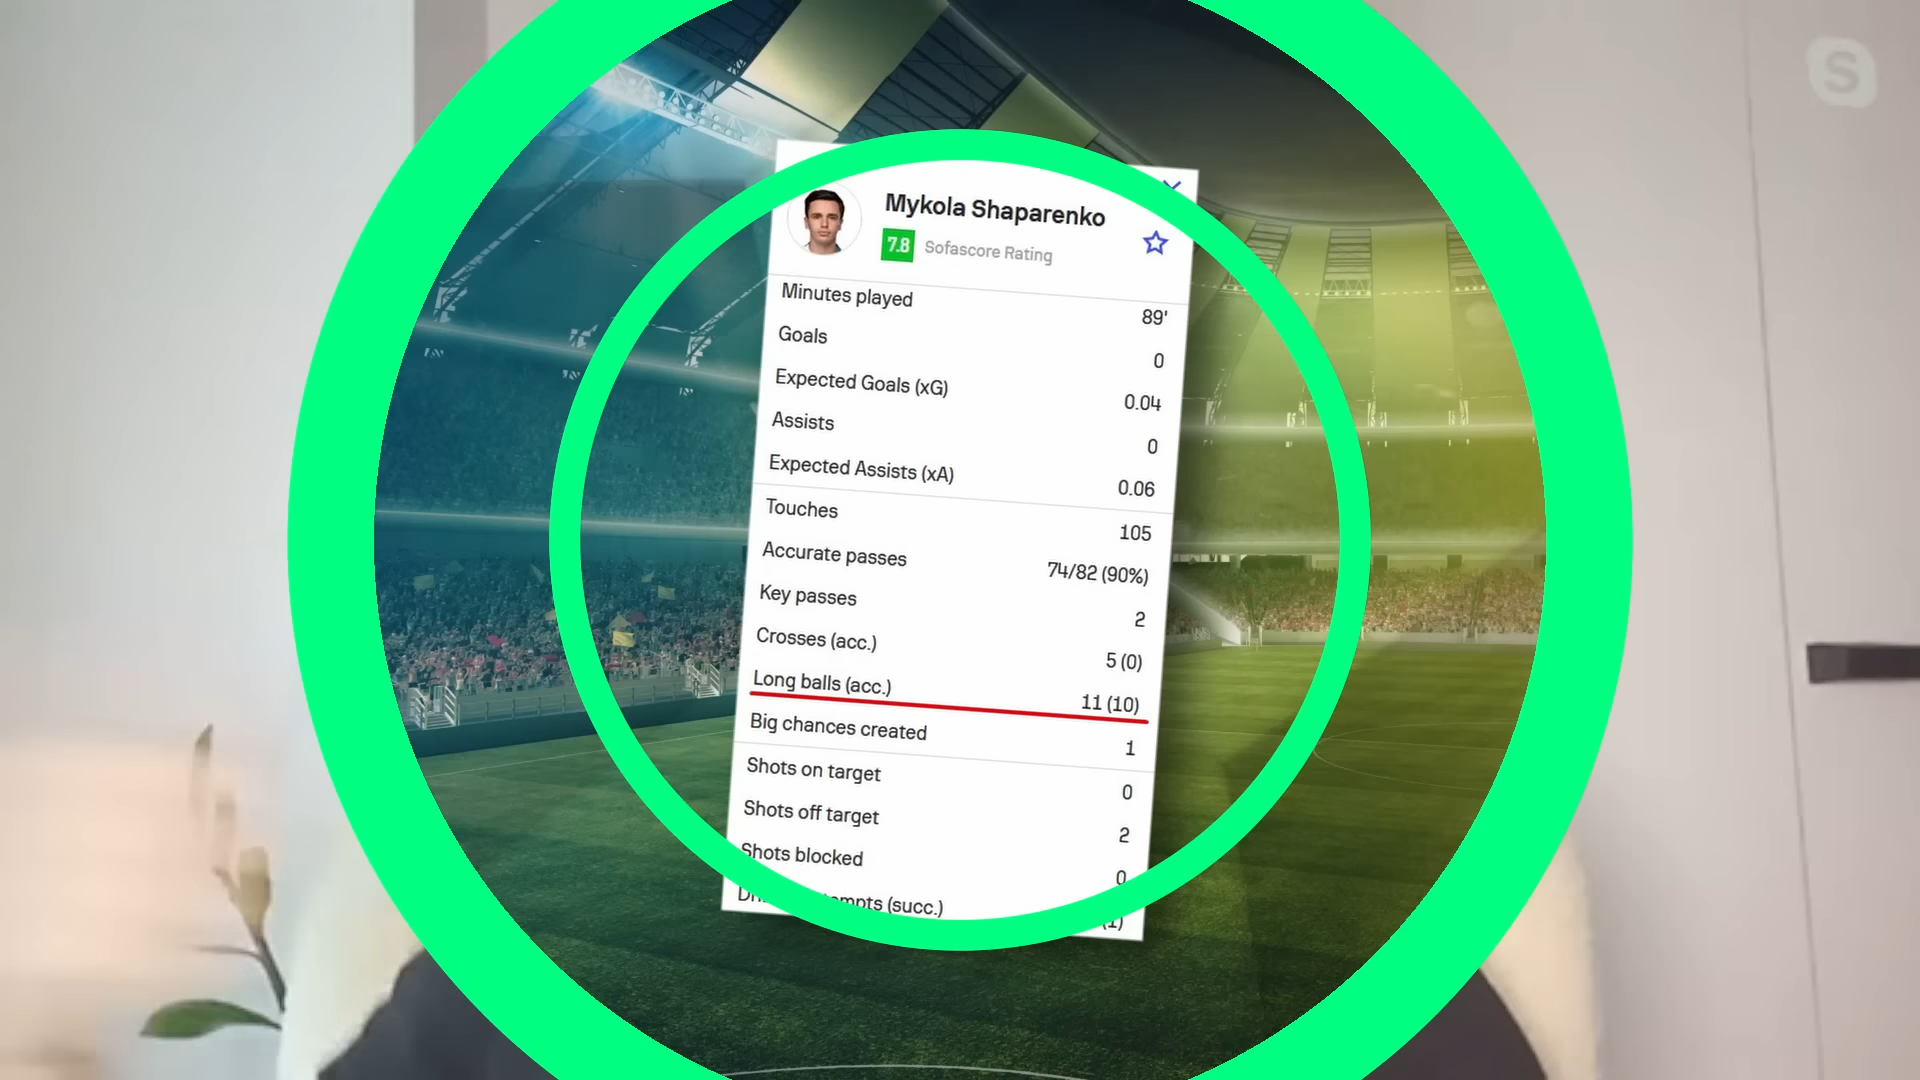 S
Mykola Shaparenko
7.8 Sofascore Rating
Minutes played 89'
Goals 0
Expected Goals (xG) 0.04
Assists 0
Expected Assists (xA) 0.06
Touches 105
Accurate passes 74/82 (90%)
Key passes 2
Crosses (acc.) 5 (0)
Long balls (acc.) 11 (10)
Big chances created 1
Shots on target 0
Shots off target 2
Shots blocked 0
(succ.) (1)